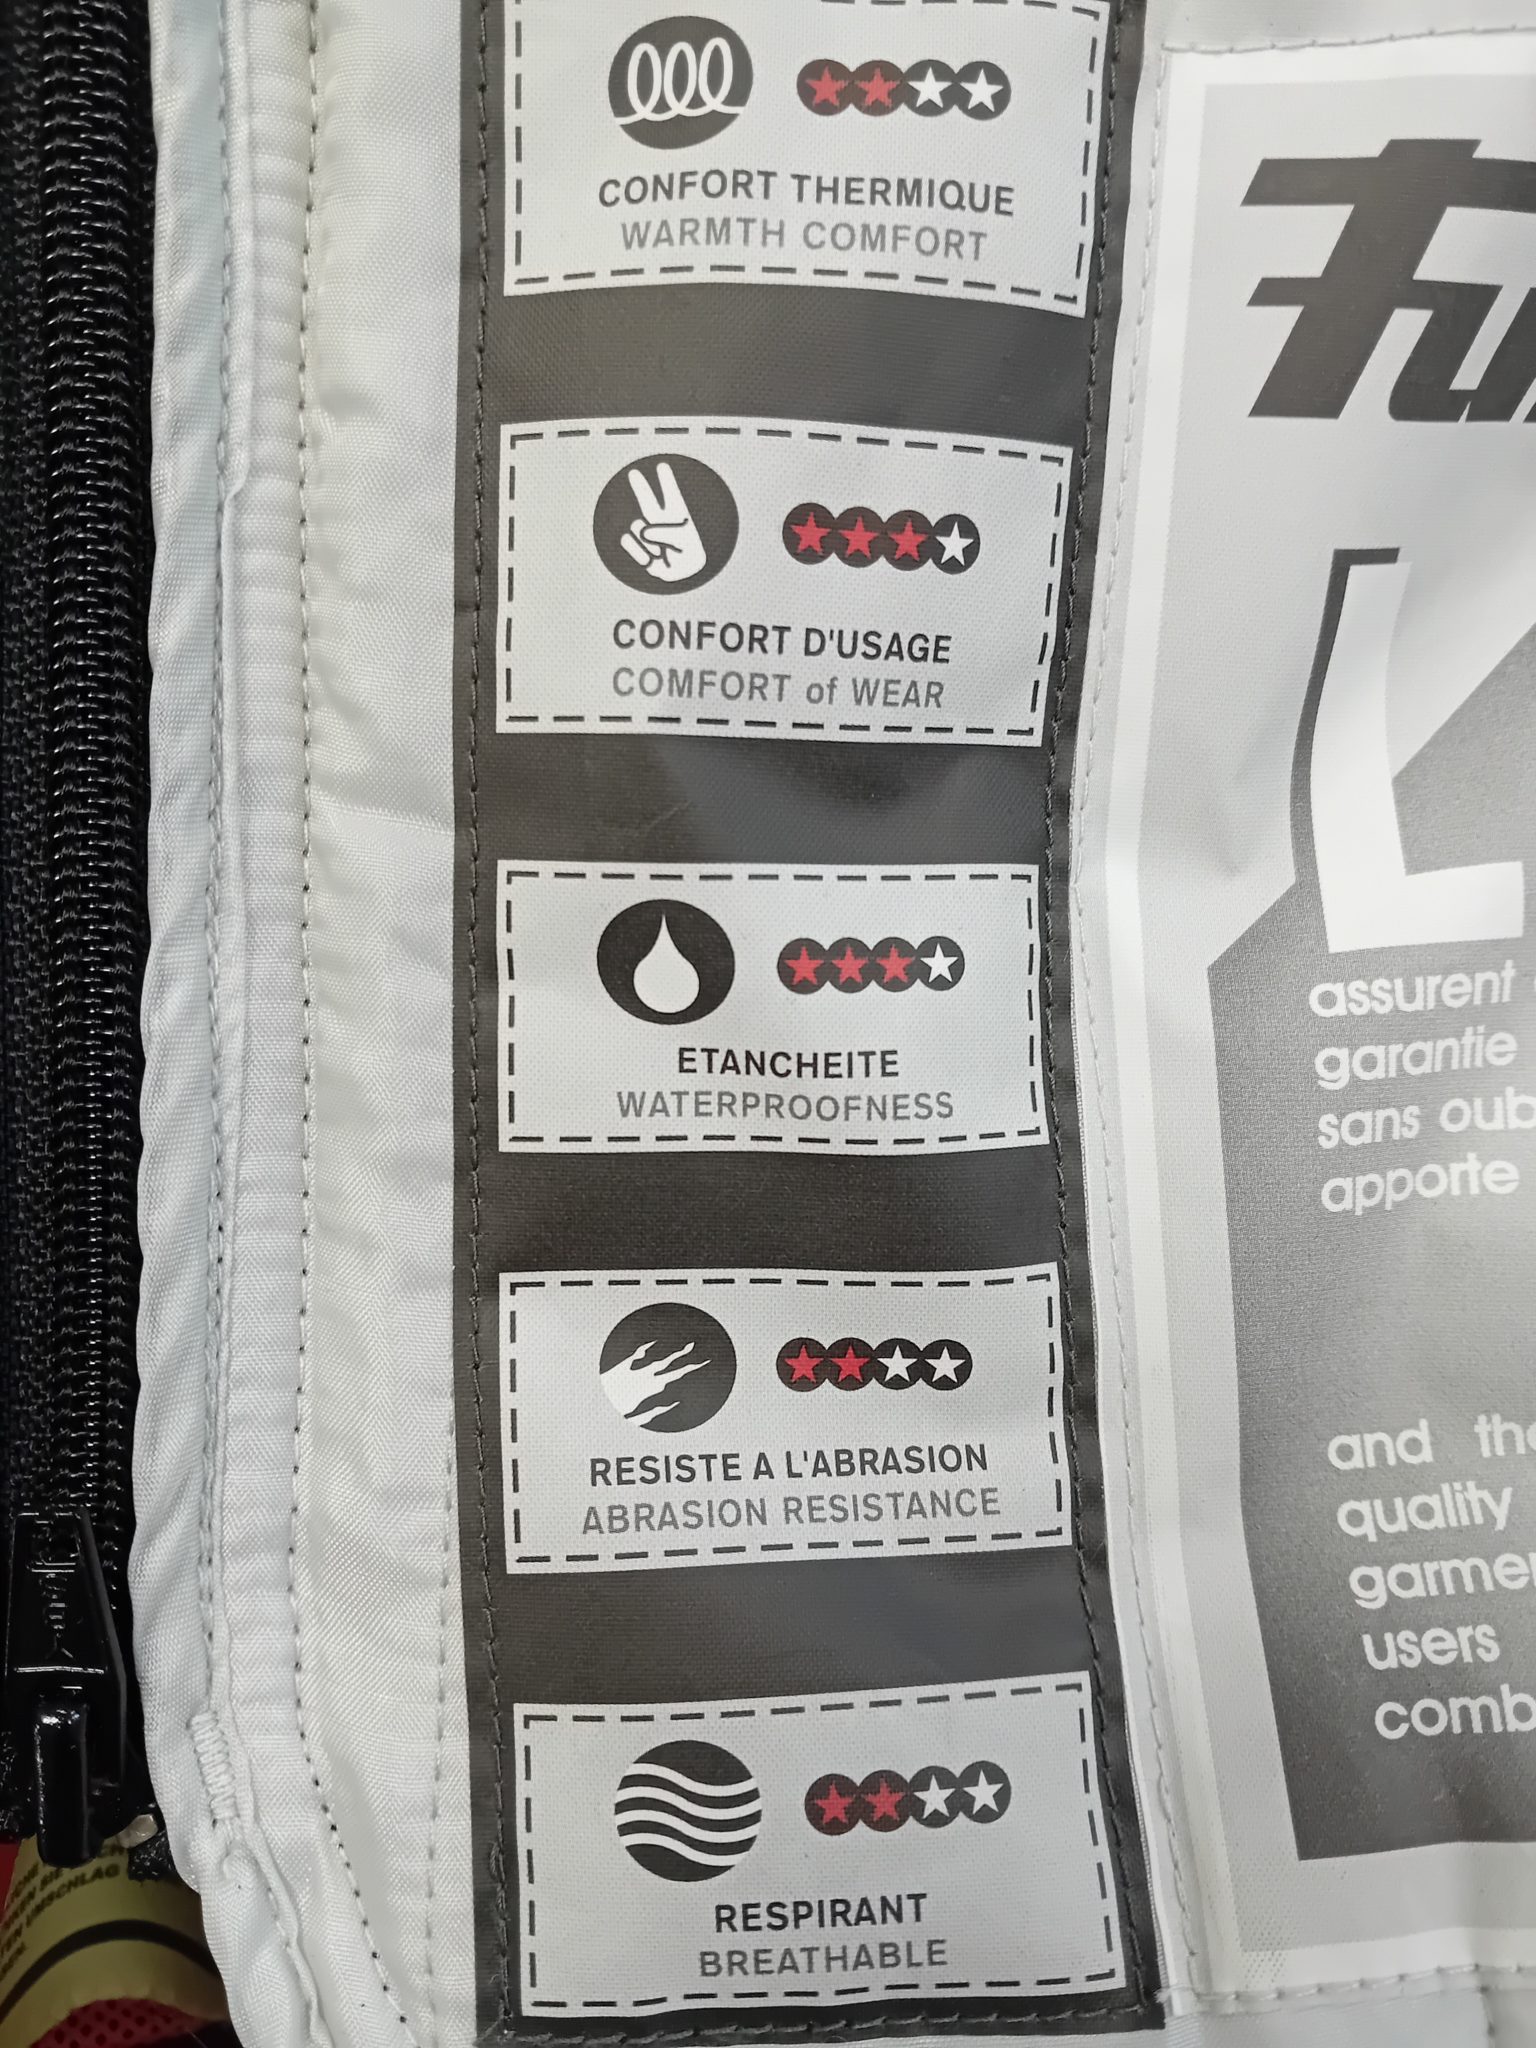 CONFORT THERMIQUE
WARMTH COMFORT
CONFORT D'USAGE
COMFORT of WEAR
ETANCHEITE
WATERPROOFNESS
RESISTE A L'ABRASION
ABRASION RESISTANCE
RESPIRANT
BREATHABLE
assurent
garantie
sans
apporte
and
quality
users